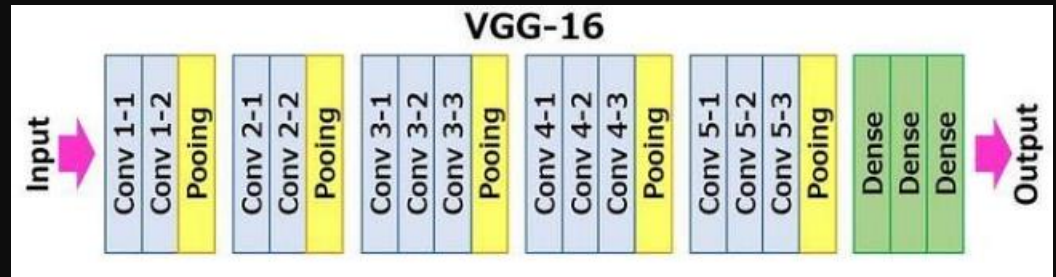 VGG-16
Input
Conv 1-1
Conv 1-2
Pooing
Conv 2-1
Conv 2-2
Pooing
Conv 3-1
Conv 3-2
Conv 3-3
Pooing
Conv 4-1
Conv 4-2
Conv 4-3
Pooing
Conv 5-1
Conv 5-2
Conv 5-3
Pooing
Dense
Dense
Dense
Output